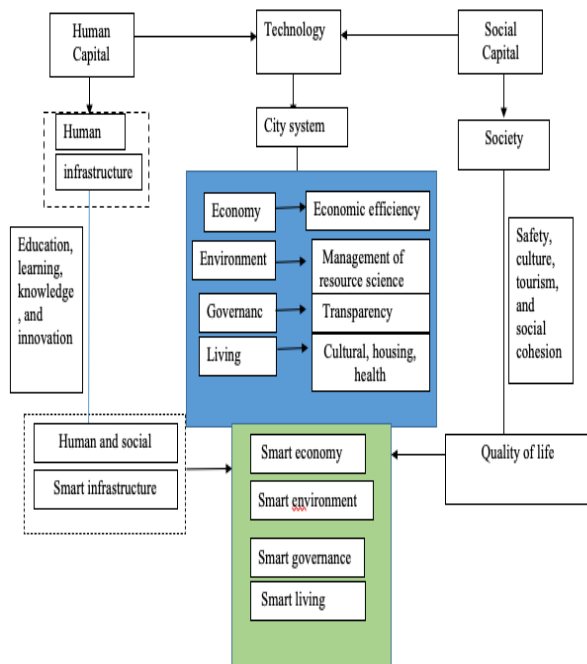 Human
Capital
Technology
Social
Capital
Human
infrastructure
City system
Society
Economy
Economic efficiency
Environment
Management of
resource science
Governanc
Transparency
Living
Cultural, housing,
health
Education,
learning,
knowledge
, and
innovation
Safety,
culture,
tourism,
and
social
cohesion
Human and social
Smart infrastructure
Smart economy
Smart environment
Smart governance
Smart living
Quality of life